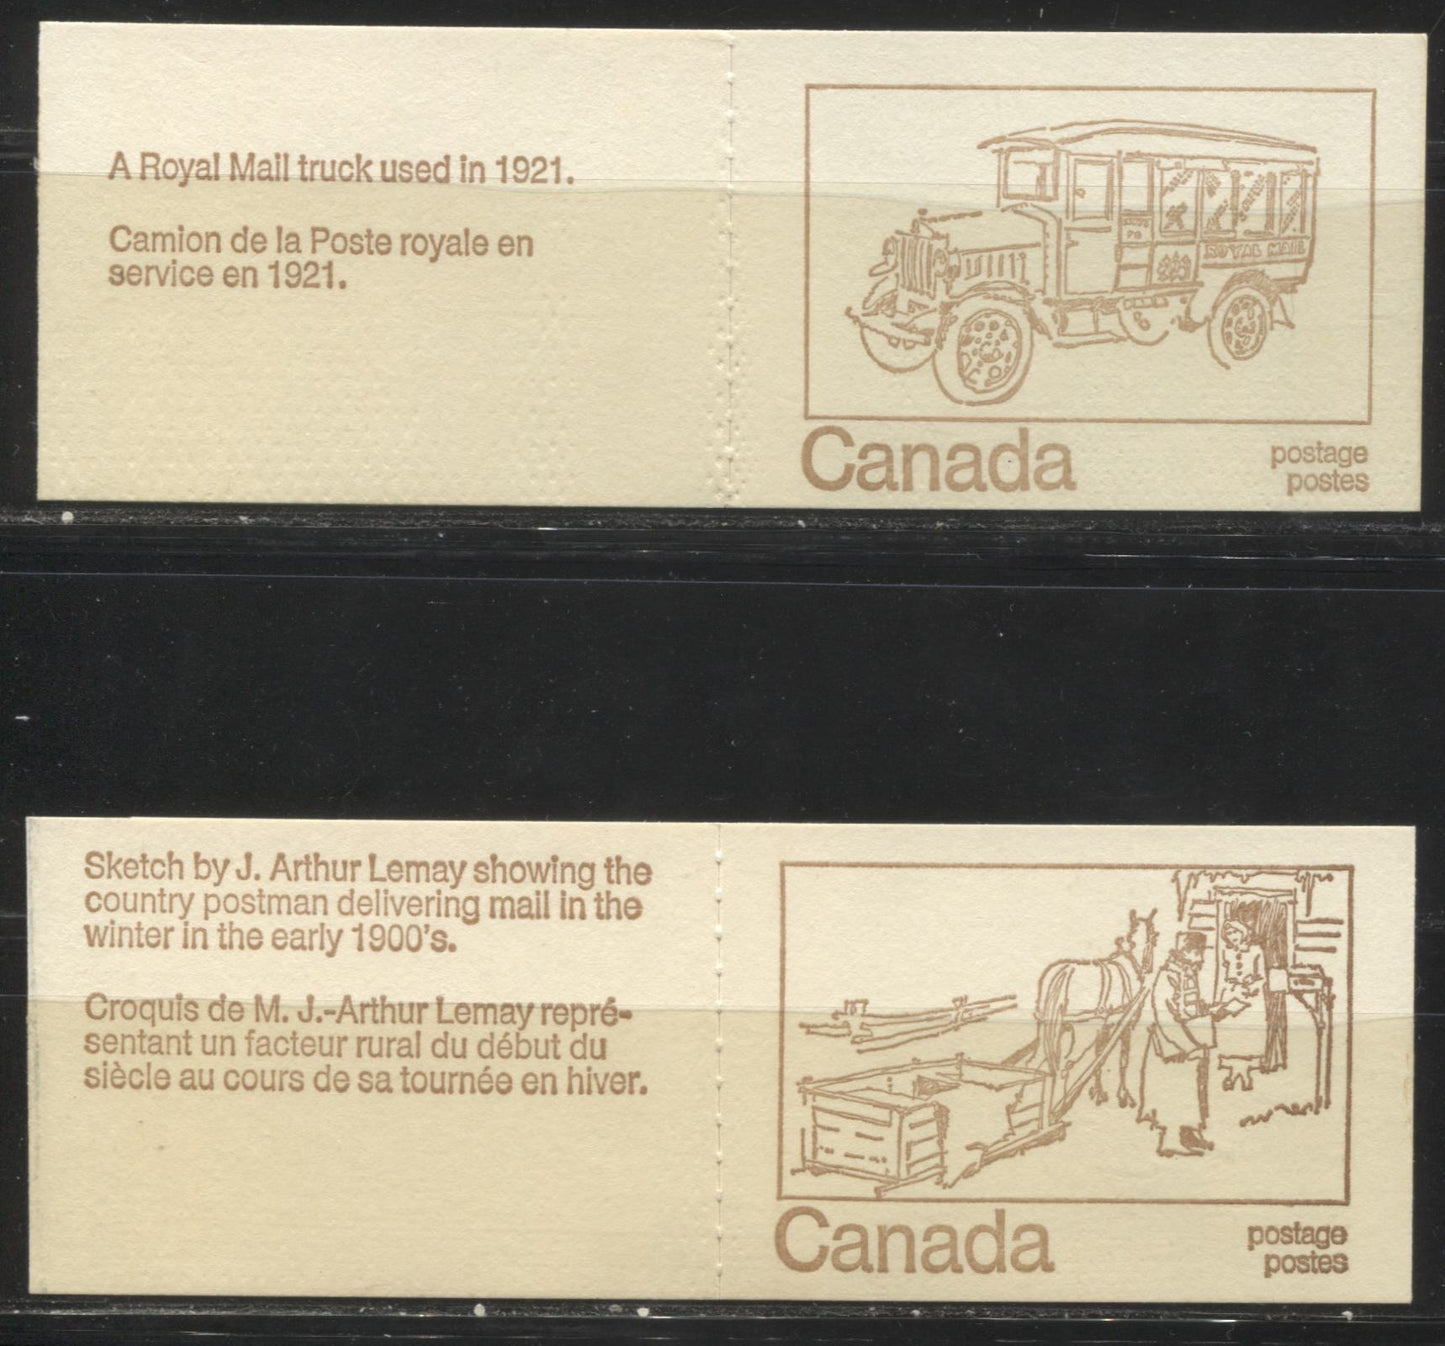 A Royal Mail truck used in 1921.
Camion de la Poste royale en
service en 1921.
ROYAL MAIL
Canada
postage
postes
Sketch by J. Arthur Lemay showing the
country postman delivering mail in the
winter in the early 1900's.
Croquis de M. J.-Arthur Lemay repré-
sentant un facteur rural du début du
siècle au cours de sa tournée en hiver.
Canada
postage
postes